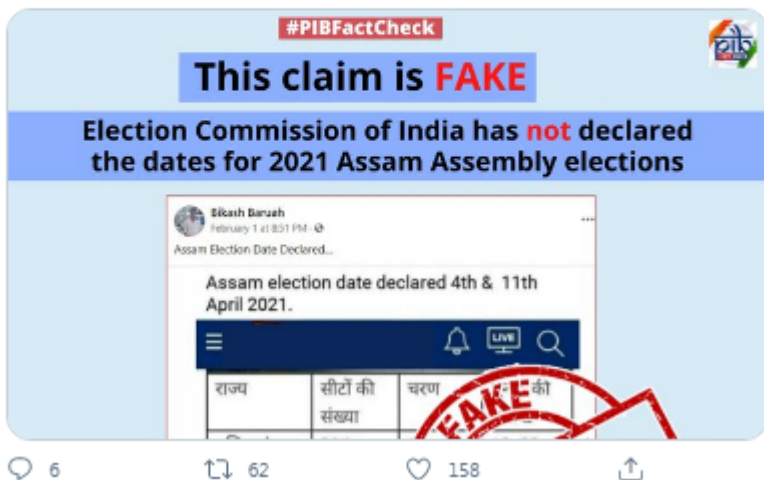 #PIBFactCheck
pib
This claim is FAKE
Election Commission of India has not declared
the dates for 2021 Assam Assembly elections
Bikash Baruah
February 1 at 8:51 PM
Assam Election Date Declared...
Assam election date declared 4th & 11th
April 2021.
LIVE
राज्य सीटों की चरण की
संख्या
FAKE
6 62 158